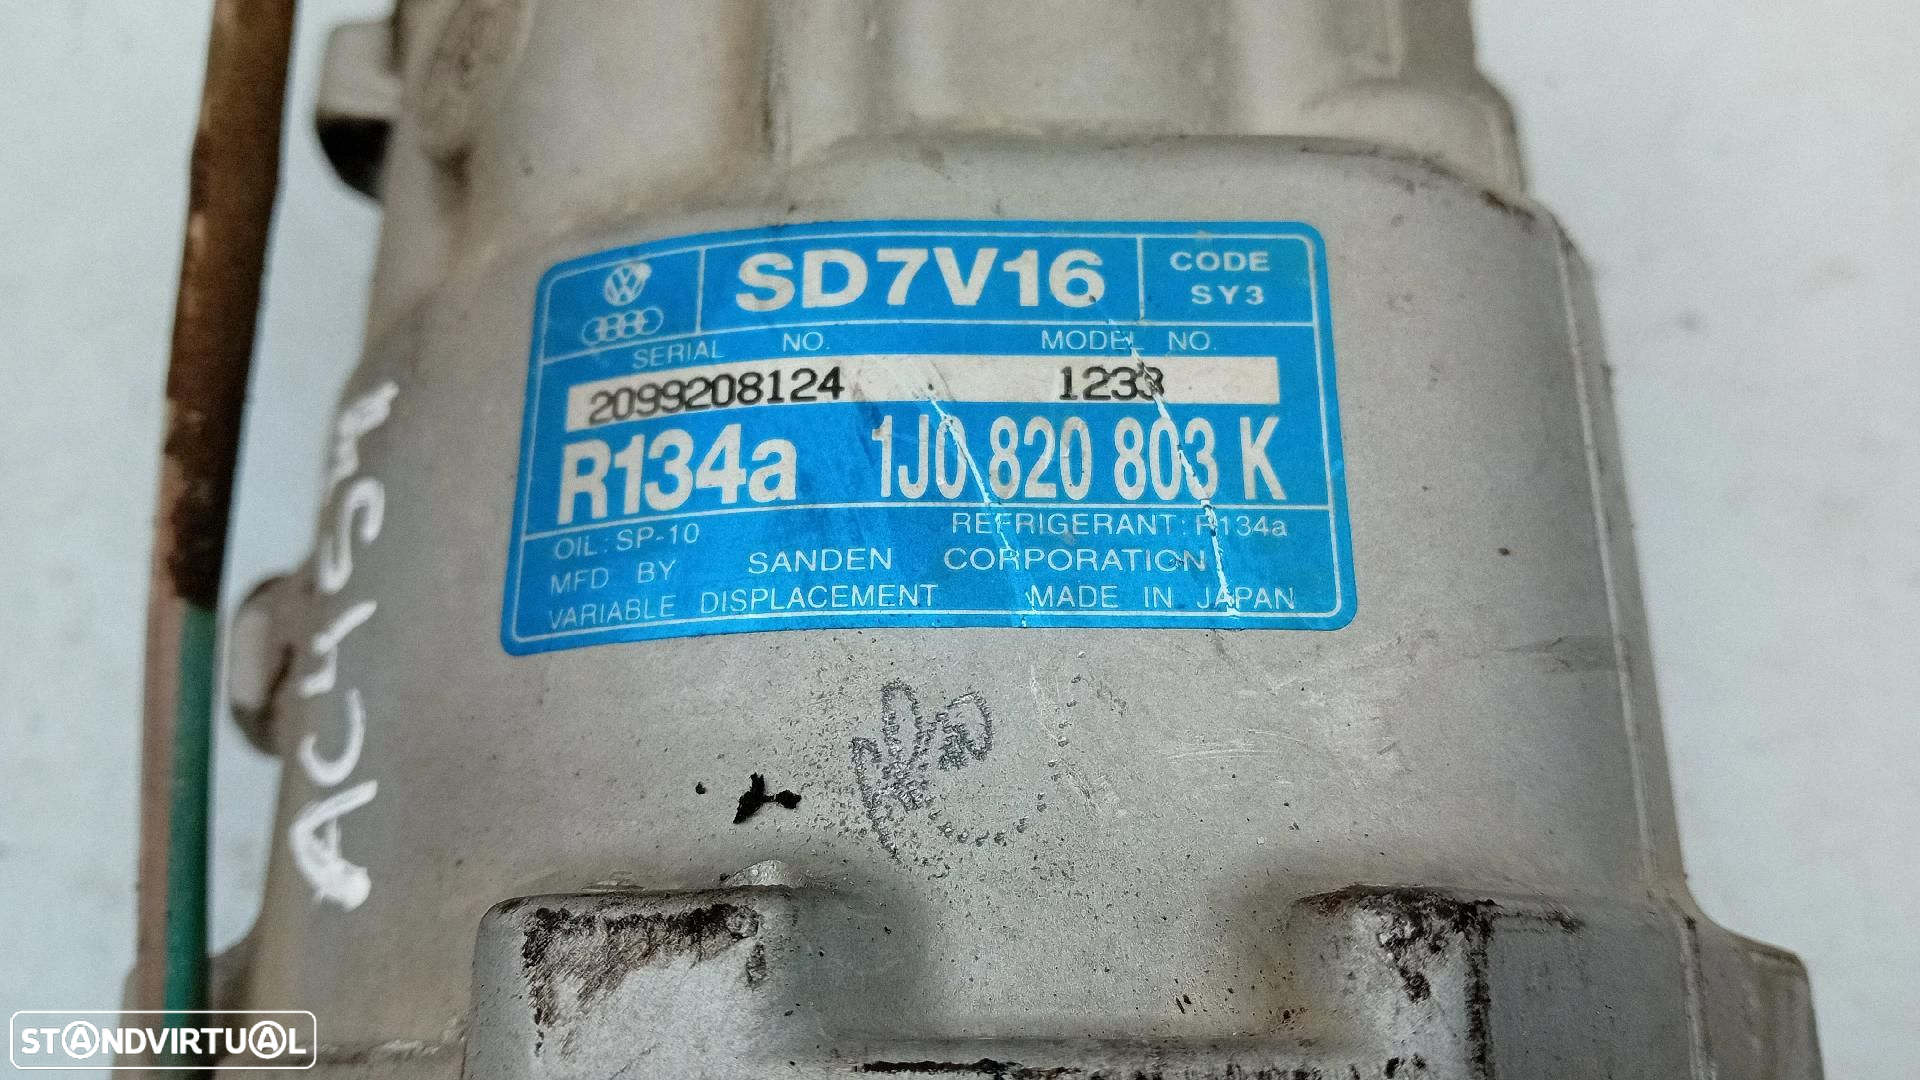 SD7V16
CODE
SY3
SERIAL NO.
MODEL NO.
2099208124
1233
R134a
1J0 820 803 K
OIL: SP-10
REFRIGERANT: R134a
MFD BY SANDEN CORPORATION
VARIABLE DISPLACEMENT MADE IN JAPAN
AC454
STANDVIRTUAL